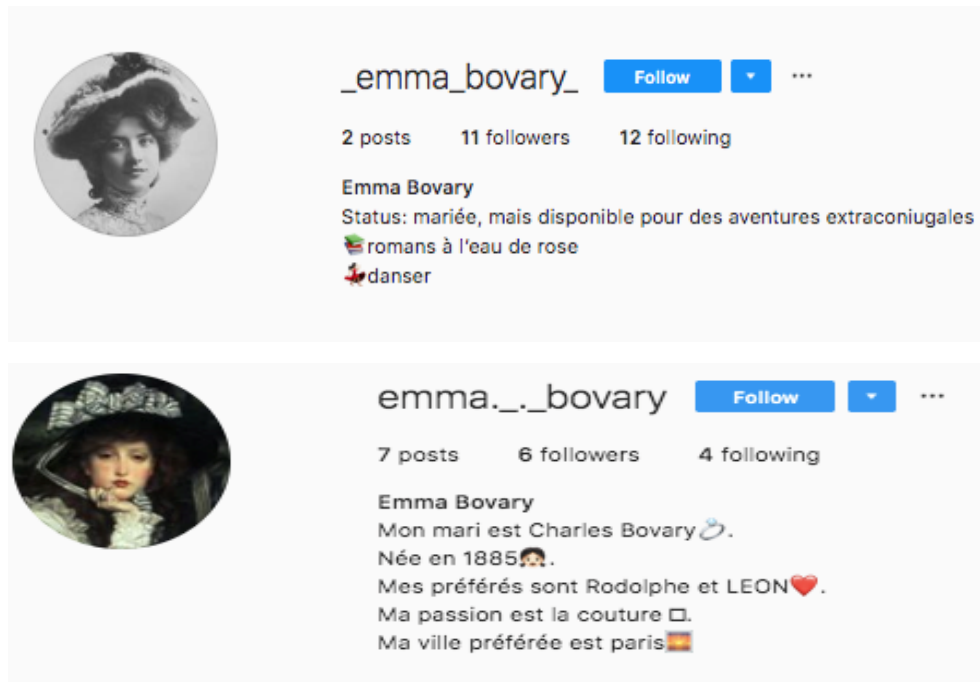 _emma_bovary_ Follow ...
2 posts 11 followers 12 following
Emma Bovary
Status: mariée, mais disponible pour des aventures extraconiugales
romans à l'eau de rose
danser
emma._._bovary Follow ...
7 posts 6 followers 4 following
Emma Bovary
Mon mari est Charles Bovary💍.
Née en 1885👧🏻.
Mes préférés sont Rodolphe et LEON❤️.
Ma passion est la couture □.
Ma ville préférée est paris🌇